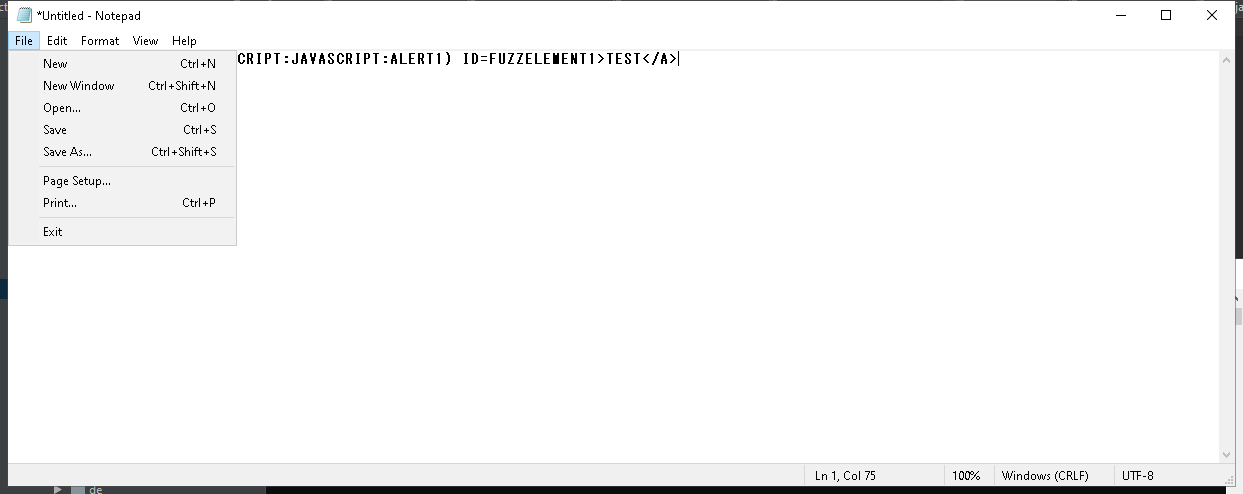 *Untitled - Notepad
File Edit Format View Help
CRIPT:JAVASCRIPT:ALERT1) ID=FUZZELEMENT1>TEST</A>
New Ctrl+N
New Window Ctrl+Shift+N
Open... Ctrl+O
Save Ctrl+S
Save As... Ctrl+Shift+S
Page Setup...
Print... Ctrl+P
Exit
Ln 1, Col 75 100% Windows (CRLF) UTF-8
de